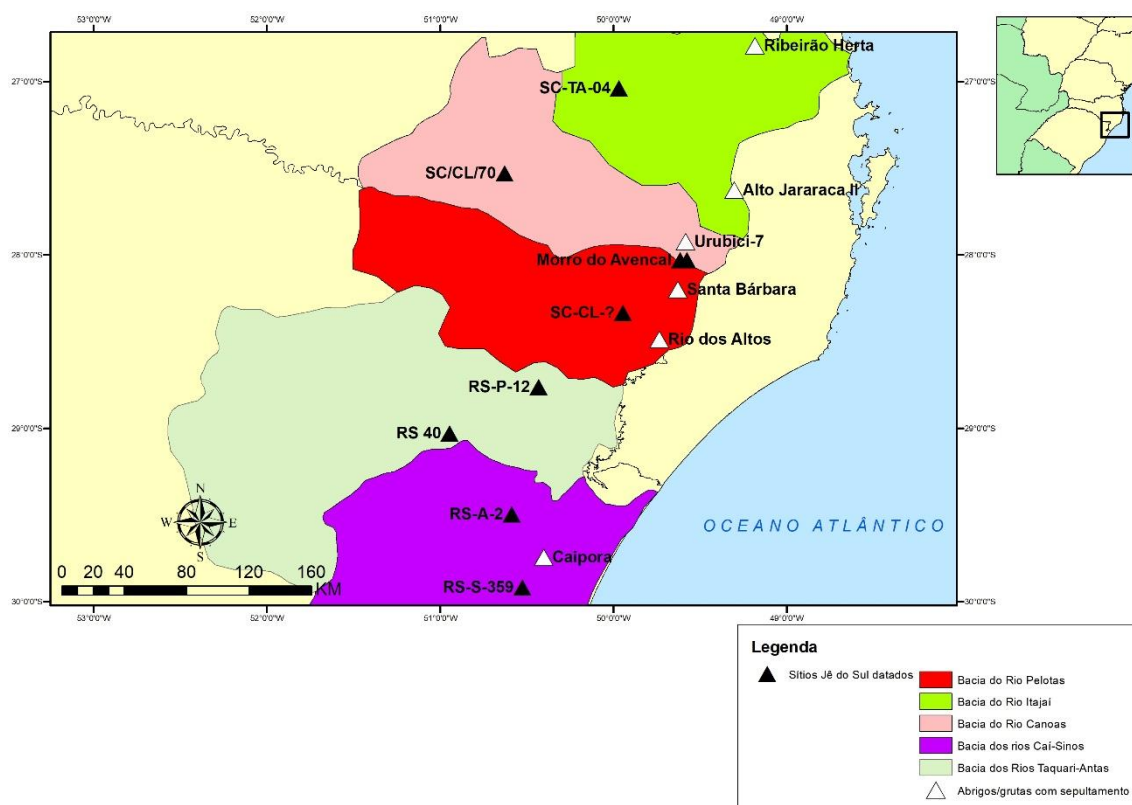 53°0'0"W 52°0'0"W 51°0'0"W 50°0'0"W 49°0'0"W
27°0'0"S 27°0'0"S
28°0'0"S 28°0'0"S
29°0'0"S 29°0'0"S
30°0'0"S 30°0'0"S
Ribeirão Herta
SC-TA-04
SC/CL/70
Alto Jararaca II
Urubici-7
Morro do Avencal
Santa Bárbara
SC-CL-?
Rio dos Altos
RS-P-12
RS 40
RS-A-2
Caipora
RS-S-359
OCEANO ATLÂNTICO
N
W E
S
0 20 40 80 120 160
KM
53°0'0"W 52°0'0"W 51°0'0"W 50°0'0"W 49°0'0"W
Legenda
Sítios Jê do Sul datados
Bacia do Rio Pelotas
Bacia do Rio Itajaí
Bacia do Rio Canoas
Bacia dos rios Caí-Sinos
Bacia dos Rios Taquari-Antas
Abrigos/grutas com sepultamento